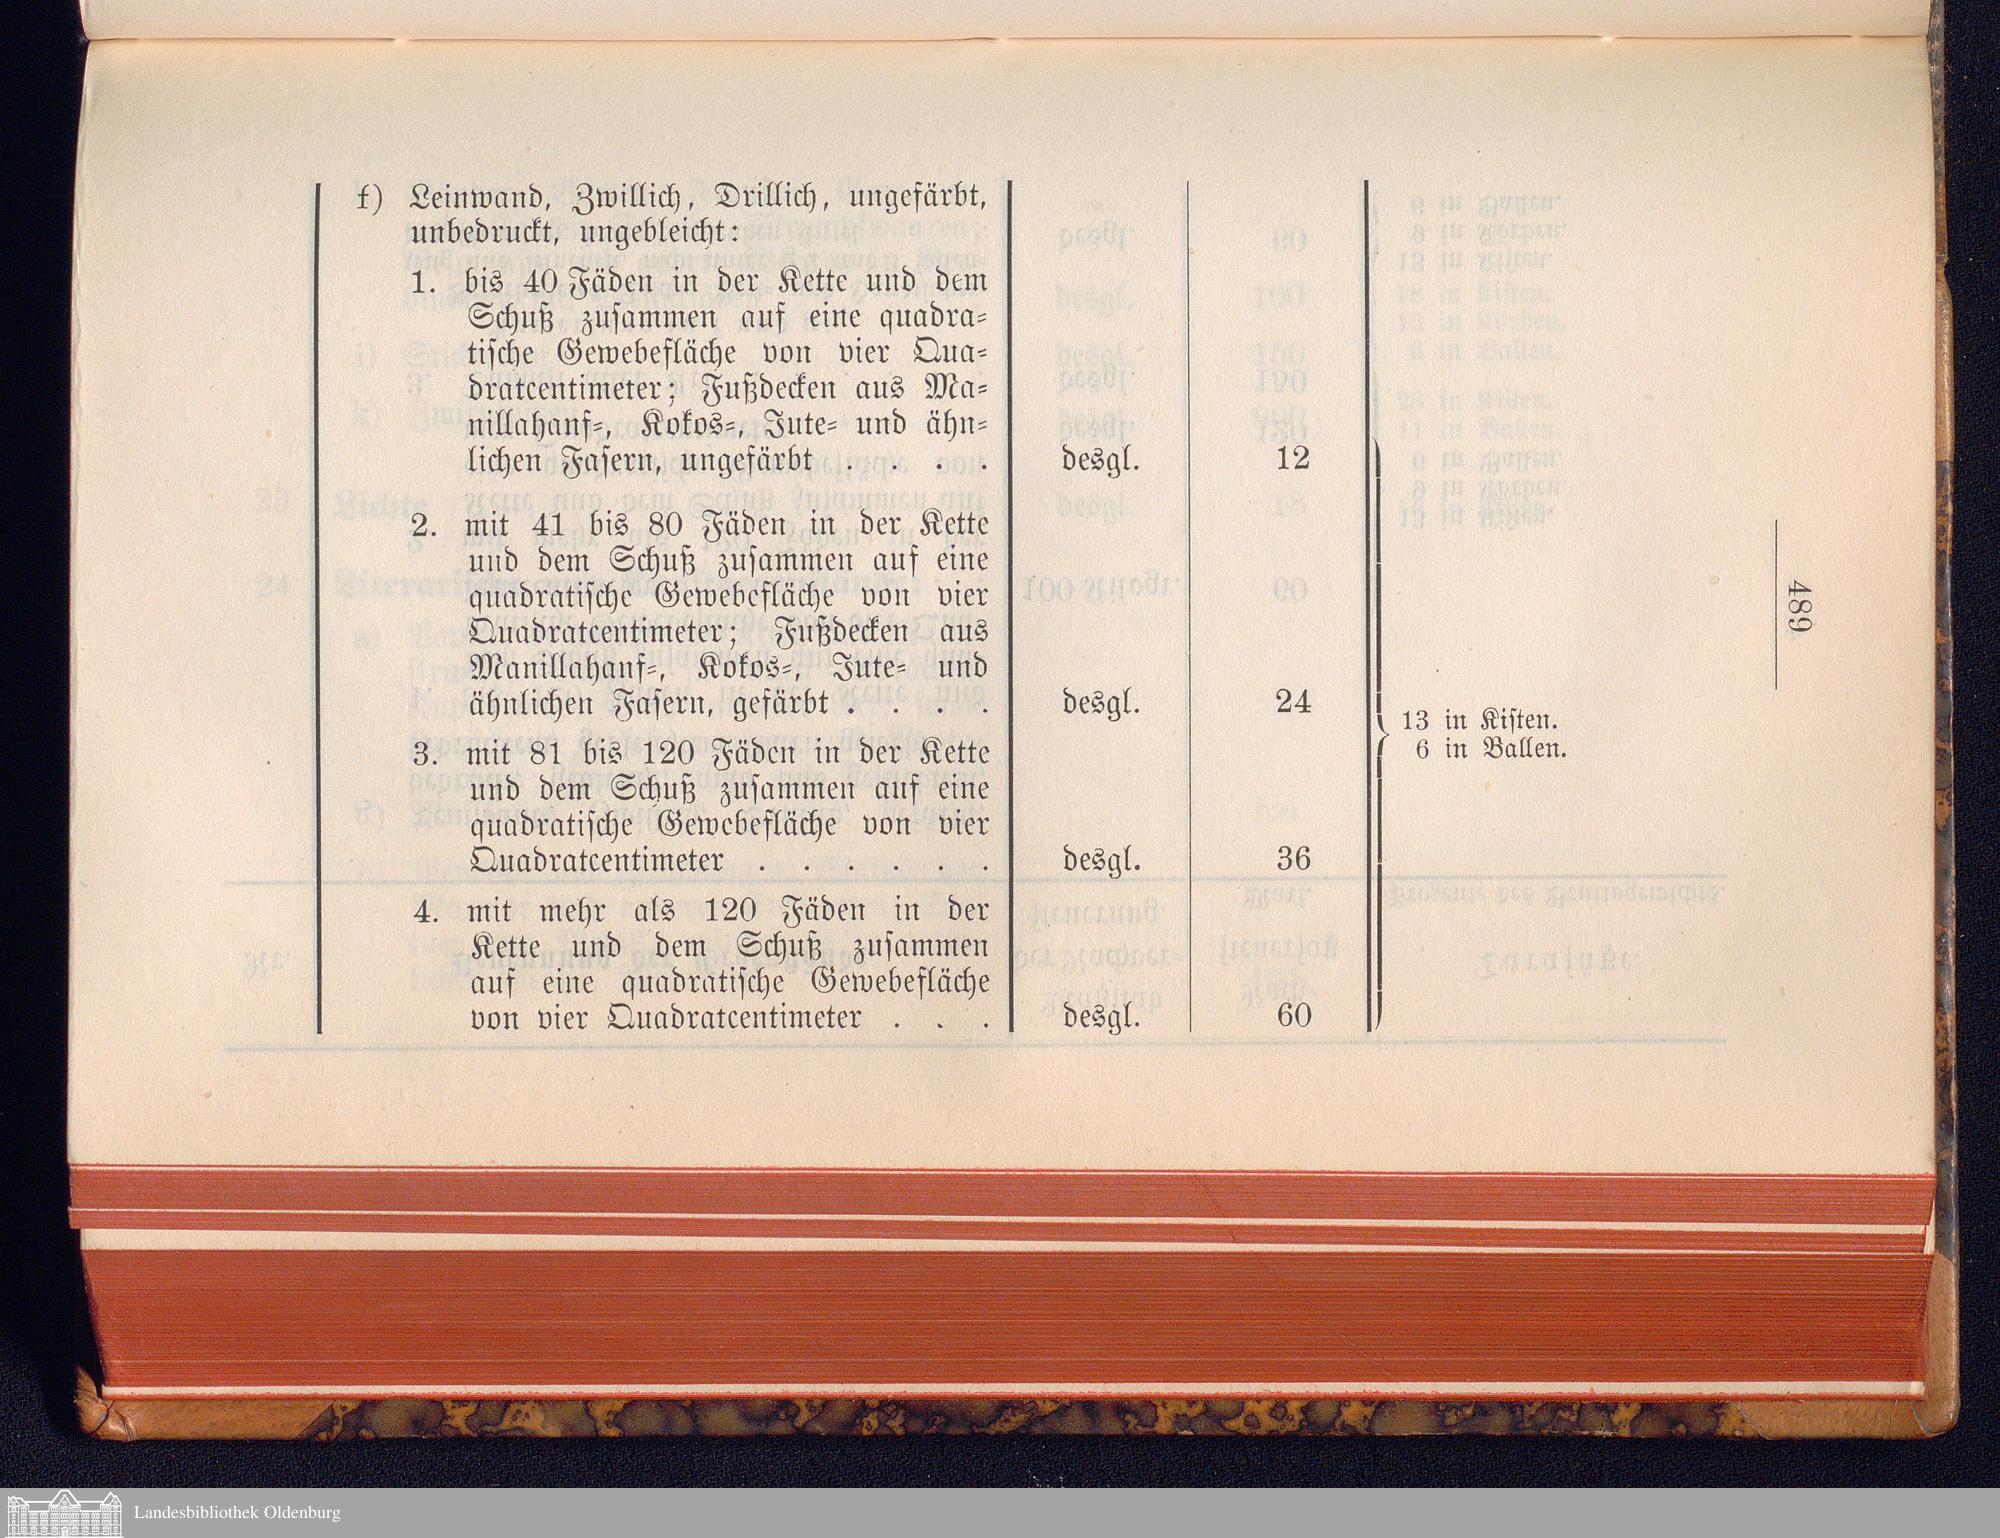 f) Leinwand, Zwillich, Drillich, ungefärbt,
unbedruckt, ungebleicht:
1. bis 40 Fäden in der Kette und dem
Schuß zusammen auf eine quadra-
tische Gewebefläche von vier Qua-
dratcentimeter; Fußdecken aus Ma-
nillahanf-, Kokos-, Jute- und ähn-
lichen Fasern, ungefärbt . . . . desgl. 12
2. mit 41 bis 80 Fäden in der Kette
und dem Schuß zusammen auf eine
quadratische Gewebefläche von vier
Quadratcentimeter; Fußdecken aus
Manillahanf-, Kokos-, Jute- und
ähnlichen Fasern, gefärbt . . . . desgl. 24
13 in Kisten.
6 in Ballen.
3. mit 81 bis 120 Fäden in der Kette
und dem Schuß zusammen auf eine
quadratische Gewebefläche von vier
Quadratcentimeter . . . . . . desgl. 36
4. mit mehr als 120 Fäden in der
Kette und dem Schuß zusammen
auf eine quadratische Gewebefläche
von vier Quadratcentimeter . . . desgl. 60
489
Landesbibliothek Oldenburg